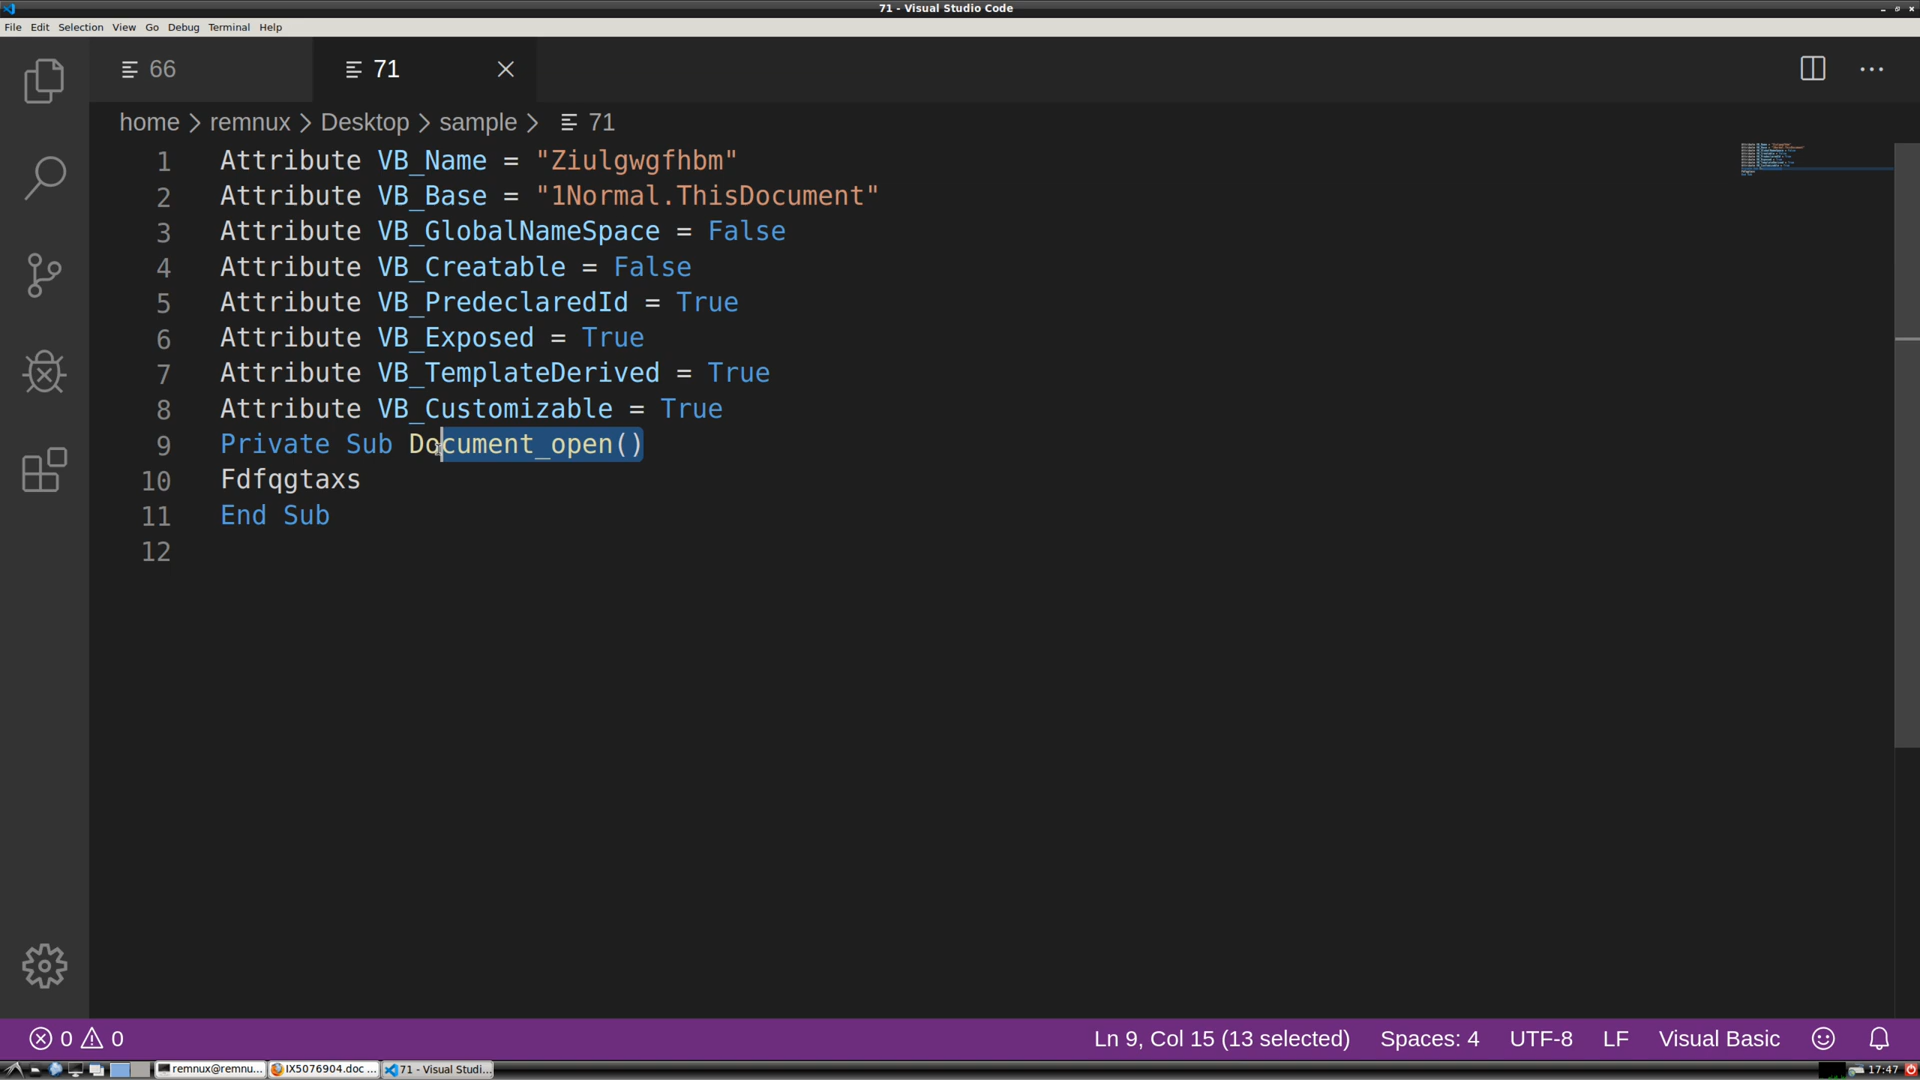 71 - Visual Studio Code
File Edit Selection View Go Debug Terminal Help
66 71
home > remnux > Desktop > sample > 71
1 Attribute VB_Name = "Ziulgwgfhbm"
2 Attribute VB_Base = "1Normal.ThisDocument"
3 Attribute VB_GlobalNameSpace = False
4 Attribute VB_Creatable = False
5 Attribute VB_PredeclaredId = True
6 Attribute VB_Exposed = True
7 Attribute VB_TemplateDerived = True
8 Attribute VB_Customizable = True
9 Private Sub Document_open()
10 Fdfqgtaxs
11 End Sub
12
0 0 Ln 9, Col 15 (13 selected) Spaces: 4 UTF-8 LF Visual Basic
remnux@remnu... IX5076904.doc ... 71 - Visual Studi... 17:47